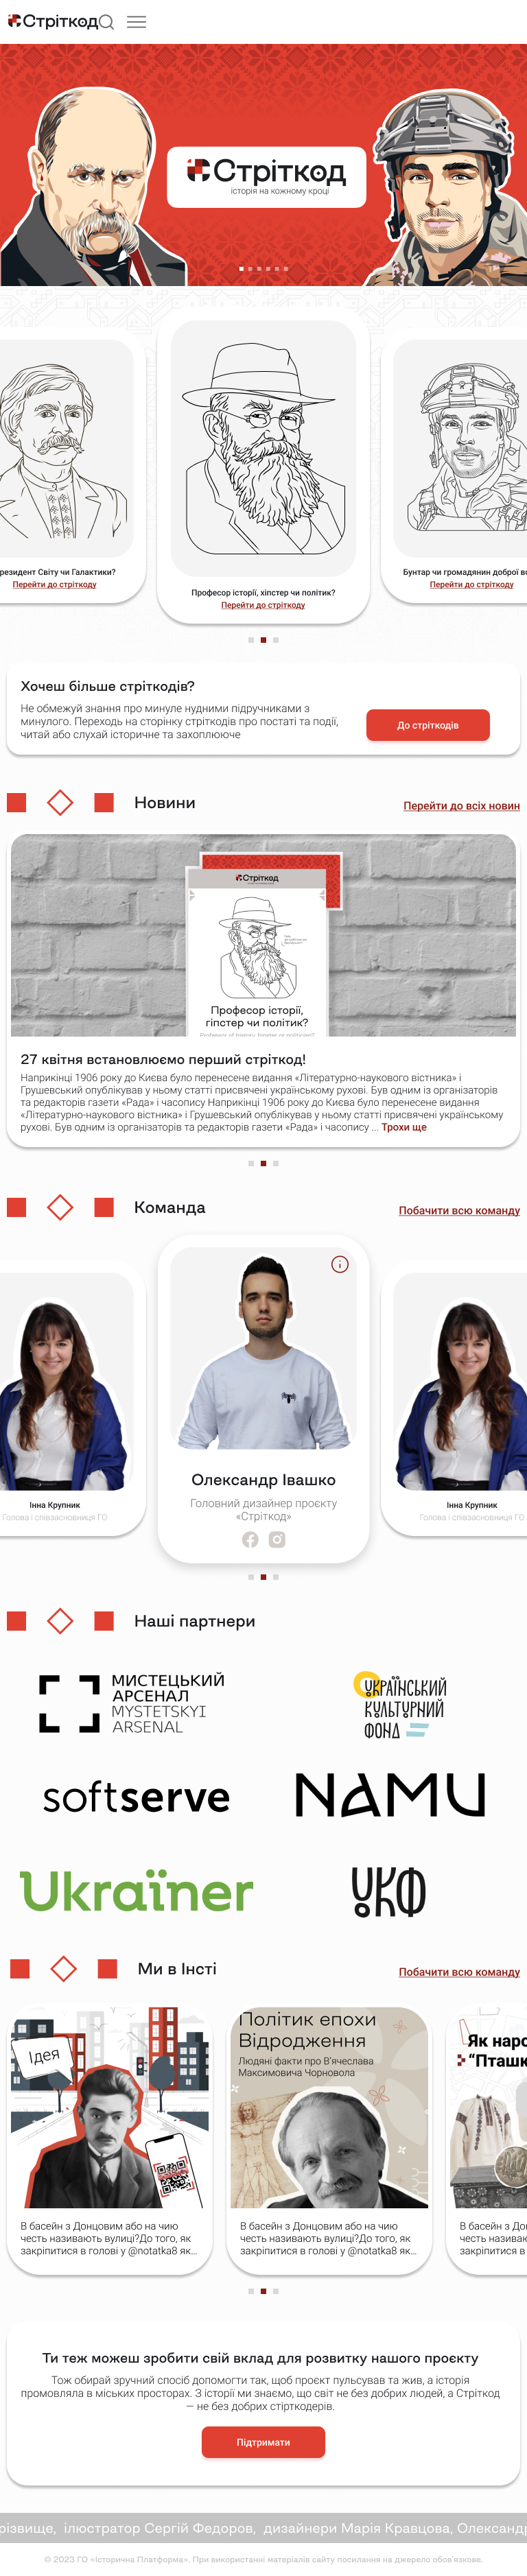 Стріткод
Стріткод
історія на кожному кроці
резидент Світу чи Галактики?
Перейти до стріткоду
Професор історії, хіпстер чи політик?
Перейти до стріткоду
Бунтар чи громадянин доброї во
Перейти до стріткоду
Хочеш більше стріткодів?
Не обмежуй знання про минуле нудними підручниками з
минулого. Переходь на сторінку стріткодів про постаті та події,
читай або слухай історичне та захоплююче
До стріткодів
Новини
Перейти до всіх новин
Стріткод
Професор історії,
гіпстер чи політик?
27 квітня встановлюємо перший стріткод!
Наприкінці 1906 року до Києва було перенесене видання «Літературно-наукового вістника» і
Грушевський опублікував у ньому статті присвячені українському рухові. Був одним із організаторів
та редакторів газети «Рада» і часопису Наприкінці 1906 року до Києва було перенесене видання
«Літературно-наукового вістника» і Грушевський опублікував у ньому статті присвячені українському
рухові. Був одним із організаторів та редакторів газети «Рада» і часопису ... Трохи ще
Команда
Побачити всю команду
Інна Крупник
Голова і співзасновниця ГО
Олександр Івашко
Головний дизайнер проєкту
«Стріткод»
Інна Крупник
Голова і співзасновниця ГО
Наші партнери
МИСТЕЦЬКИЙ
АРСЕНАЛ
MYSTETSKYI
ARSENAL
УКРАЇНСЬКИЙ
КУЛЬТУРНИЙ
ФОНД
softserve
NAMU
Ukraïner
УКФ
Ми в Інсті
Побачити всю команду
Ідея
Політик епохи
Відродження
Людяні факти про В'ячеслава
Максимовича Чорновола
Як наро
“Пташк
В басейн з Донцовим або на чию
честь називають вулиці?До того, як
закріпитися в голові у @notatka8 як...
В басейн з Донцовим або на чию
честь називають вулиці?До того, як
закріпитися в голові у @notatka8 як...
В басейн з Дон
честь називаю
закріпитися в
Ти теж можеш зробити свій вклад для розвитку нашого проєкту
Тож обирай зручний спосіб допомогти так, щоб проєкт пульсував та жив, а історія
промовляла в міських просторах. З історії ми знаємо, що світ не без добрих людей, а Стріткод
— не без добрих стірткодерів.
Підтримати
різвище, ілюстратор Сергій Федоров, дизайнери Марія Кравцова, Олександр
© 2023 ГО «Історична Платформа». При використанні матеріалів сайту посилання на джерело обов'язкове.